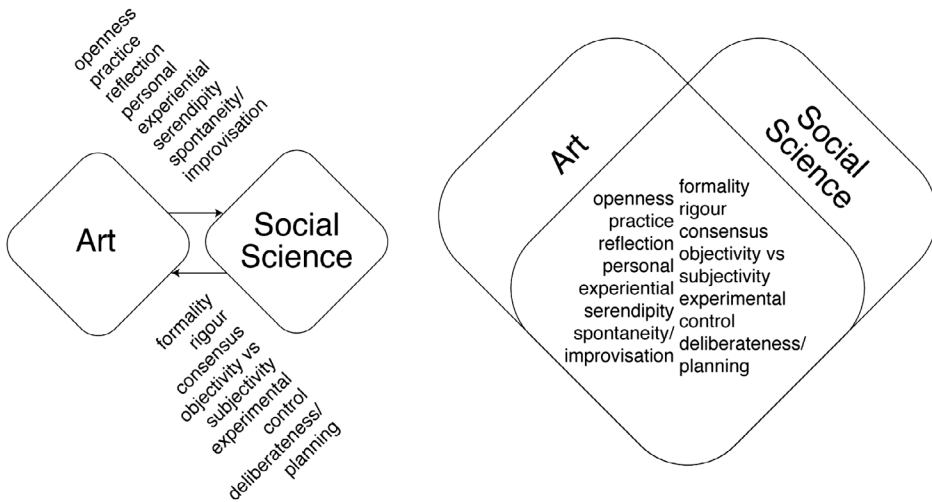 openness
practice
reflection
personal
experiential
serendipity
spontaneity/
improvisation
Art
Social
Science
formality
rigour
consensus
objectivity vs
subjectivity
experimental
control
deliberateness/
planning
Art
Social
Science
openness
practice
reflection
personal
experiential
serendipity
spontaneity/
improvisation
formality
rigour
consensus
objectivity vs
subjectivity
experimental
control
deliberateness/
planning